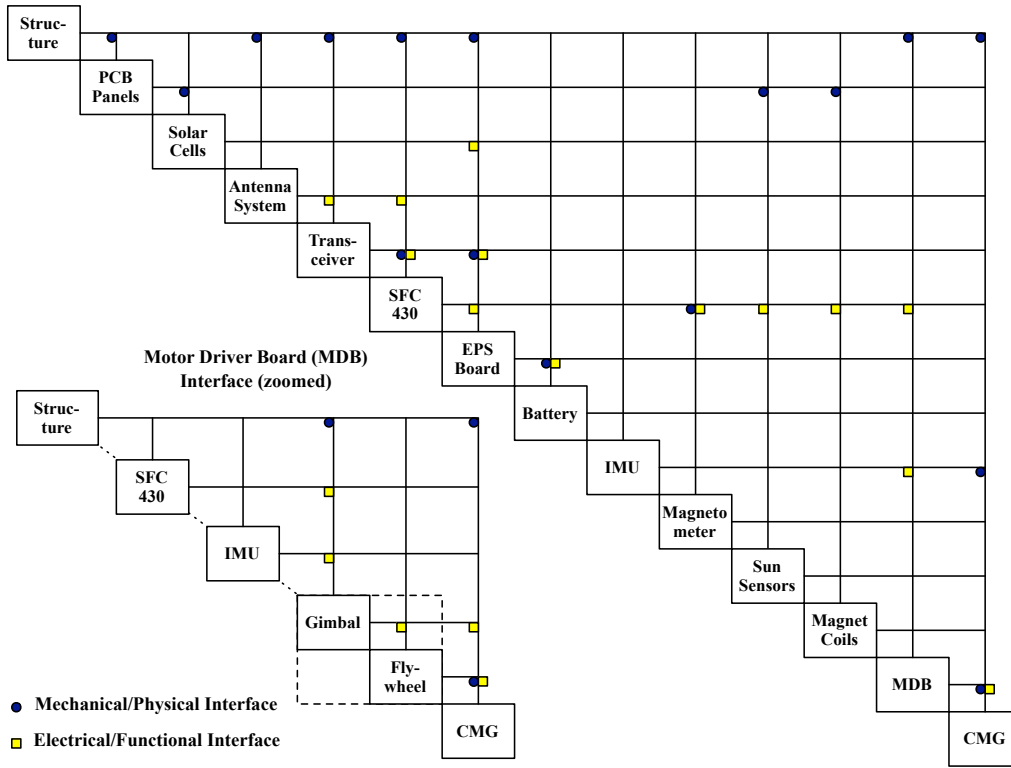 Struc-
ture
PCB
Panels
Solar
Cells
Antenna
System
Trans-
ceiver
SFC
430
EPS
Board
Battery
IMU
Magneto
meter
Sun
Sensors
Magnet
Coils
MDB
CMG
Motor Driver Board (MDB)
Interface (zoomed)
Struc-
ture
SFC
430
IMU
Gimbal
Fly-
wheel
CMG
Mechanical/Physical Interface
Electrical/Functional Interface